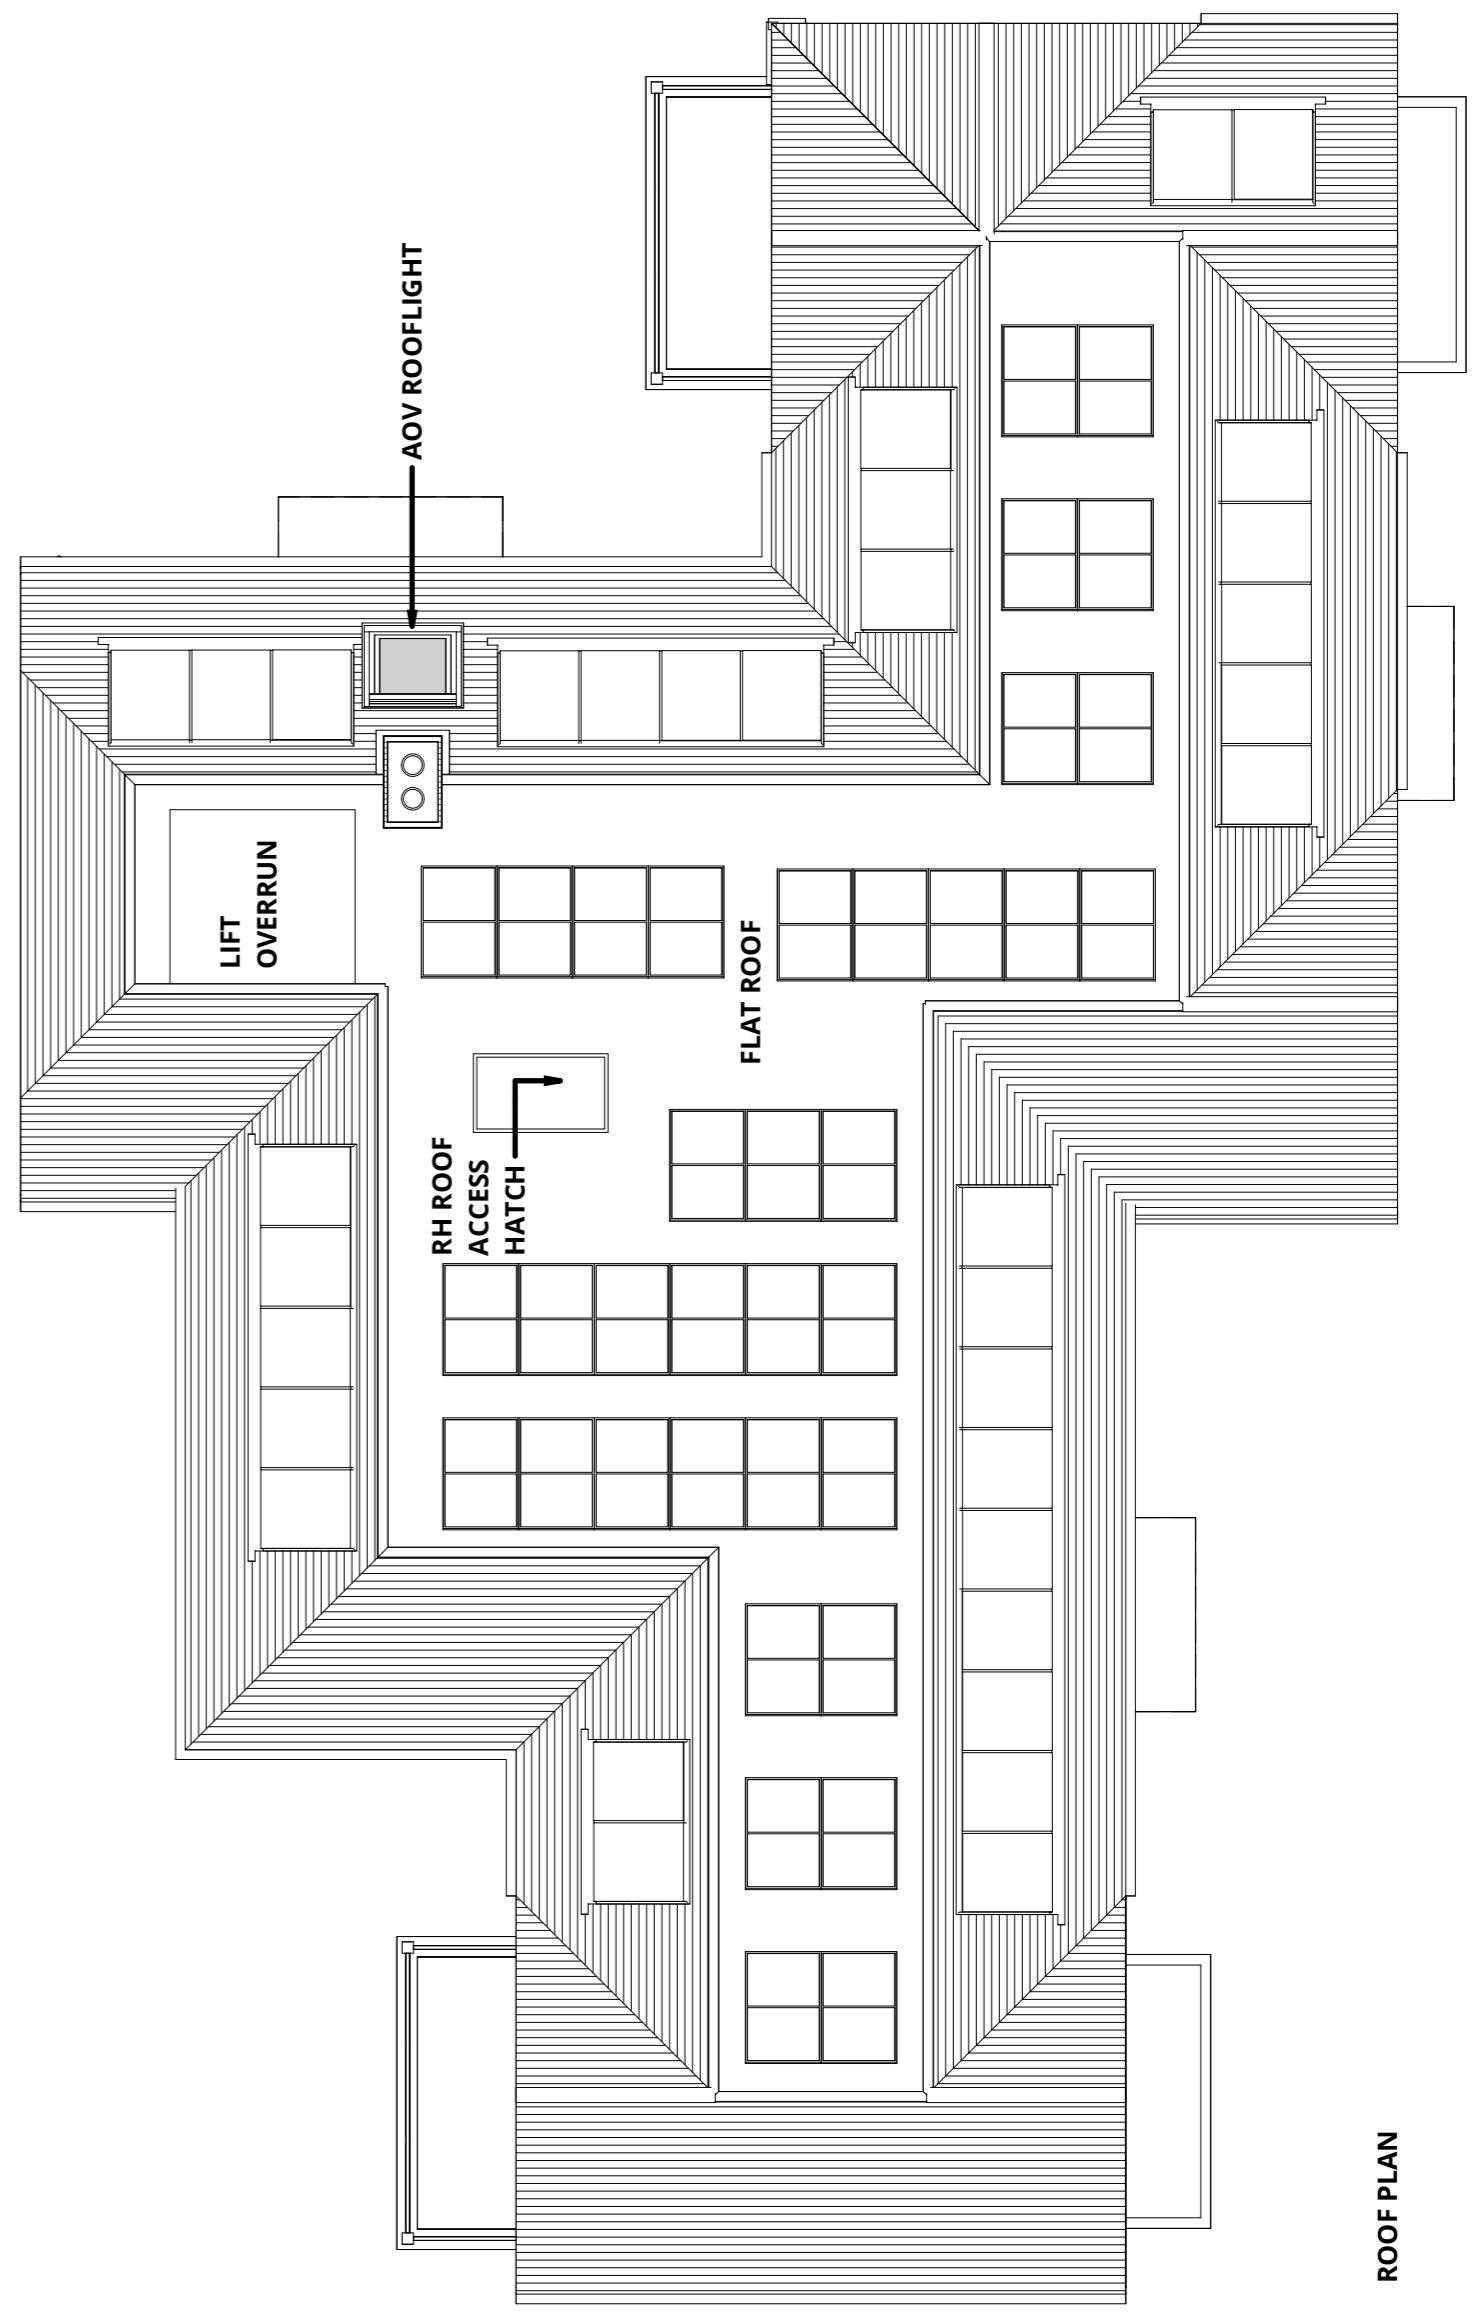 AOV ROOFLIGHT
LIFT
OVERRUN
FLAT ROOF
RH ROOF
ACCESS
HATCH
ROOF PLAN